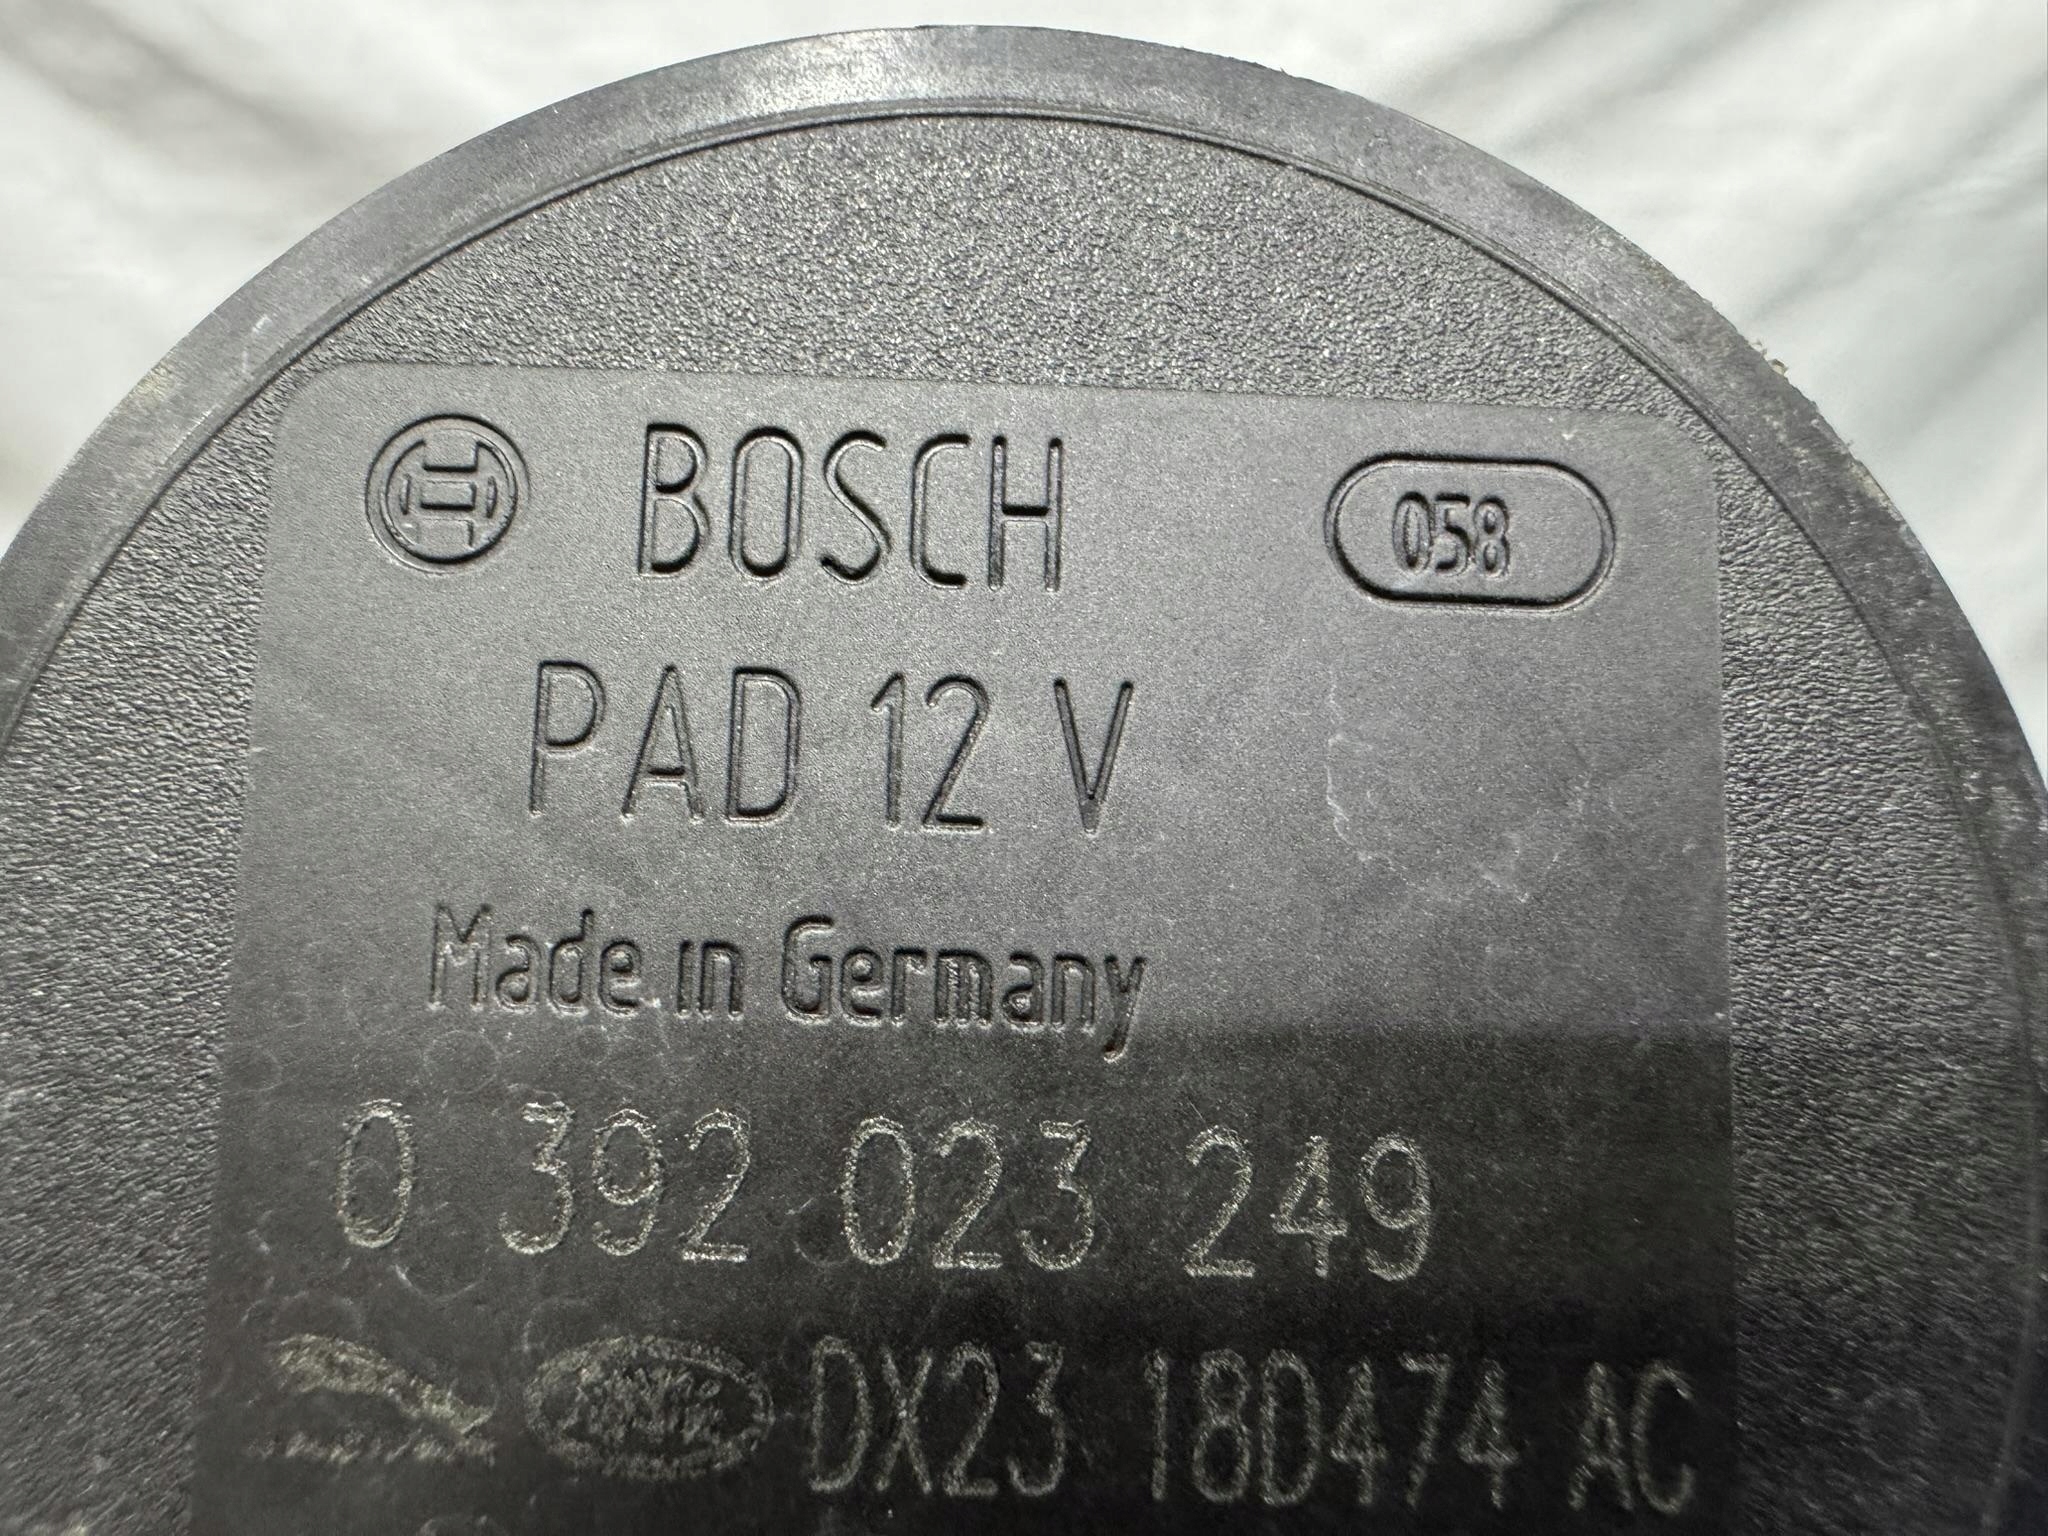 BOSCH 058
PAD 12 V
Made in Germany
0 392 023 249
DX23 18D474 AC